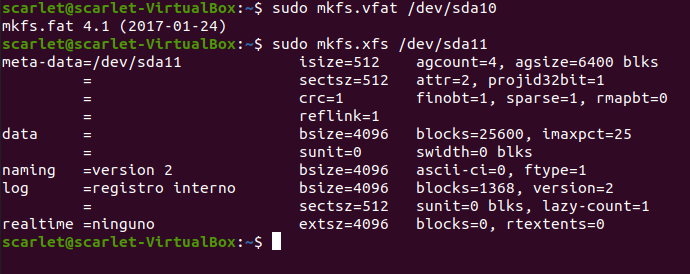 scarlet@scarlet-VirtualBox:~$ sudo mkfs.vfat /dev/sda10
mkfs.fat 4.1 (2017-01-24)
scarlet@scarlet-VirtualBox:~$ sudo mkfs.xfs /dev/sda11
meta-data=/dev/sda11             isize=512    agcount=4, agsize=6400 blks
         =                       sectsz=512   attr=2, projid32bit=1
         =                       crc=1        finobt=1, sparse=1, rmapbt=0
         =                       reflink=1
data     =                       bsize=4096   blocks=25600, imaxpct=25
         =                       sunit=0      swidth=0 blks
naming   =version 2              bsize=4096   ascii-ci=0, ftype=1
log      =registro interno       bsize=4096   blocks=1368, version=2
         =                       sectsz=512   sunit=0 blks, lazy-count=1
realtime =ninguno                extsz=4096   blocks=0, rtextents=0
scarlet@scarlet-VirtualBox:~$